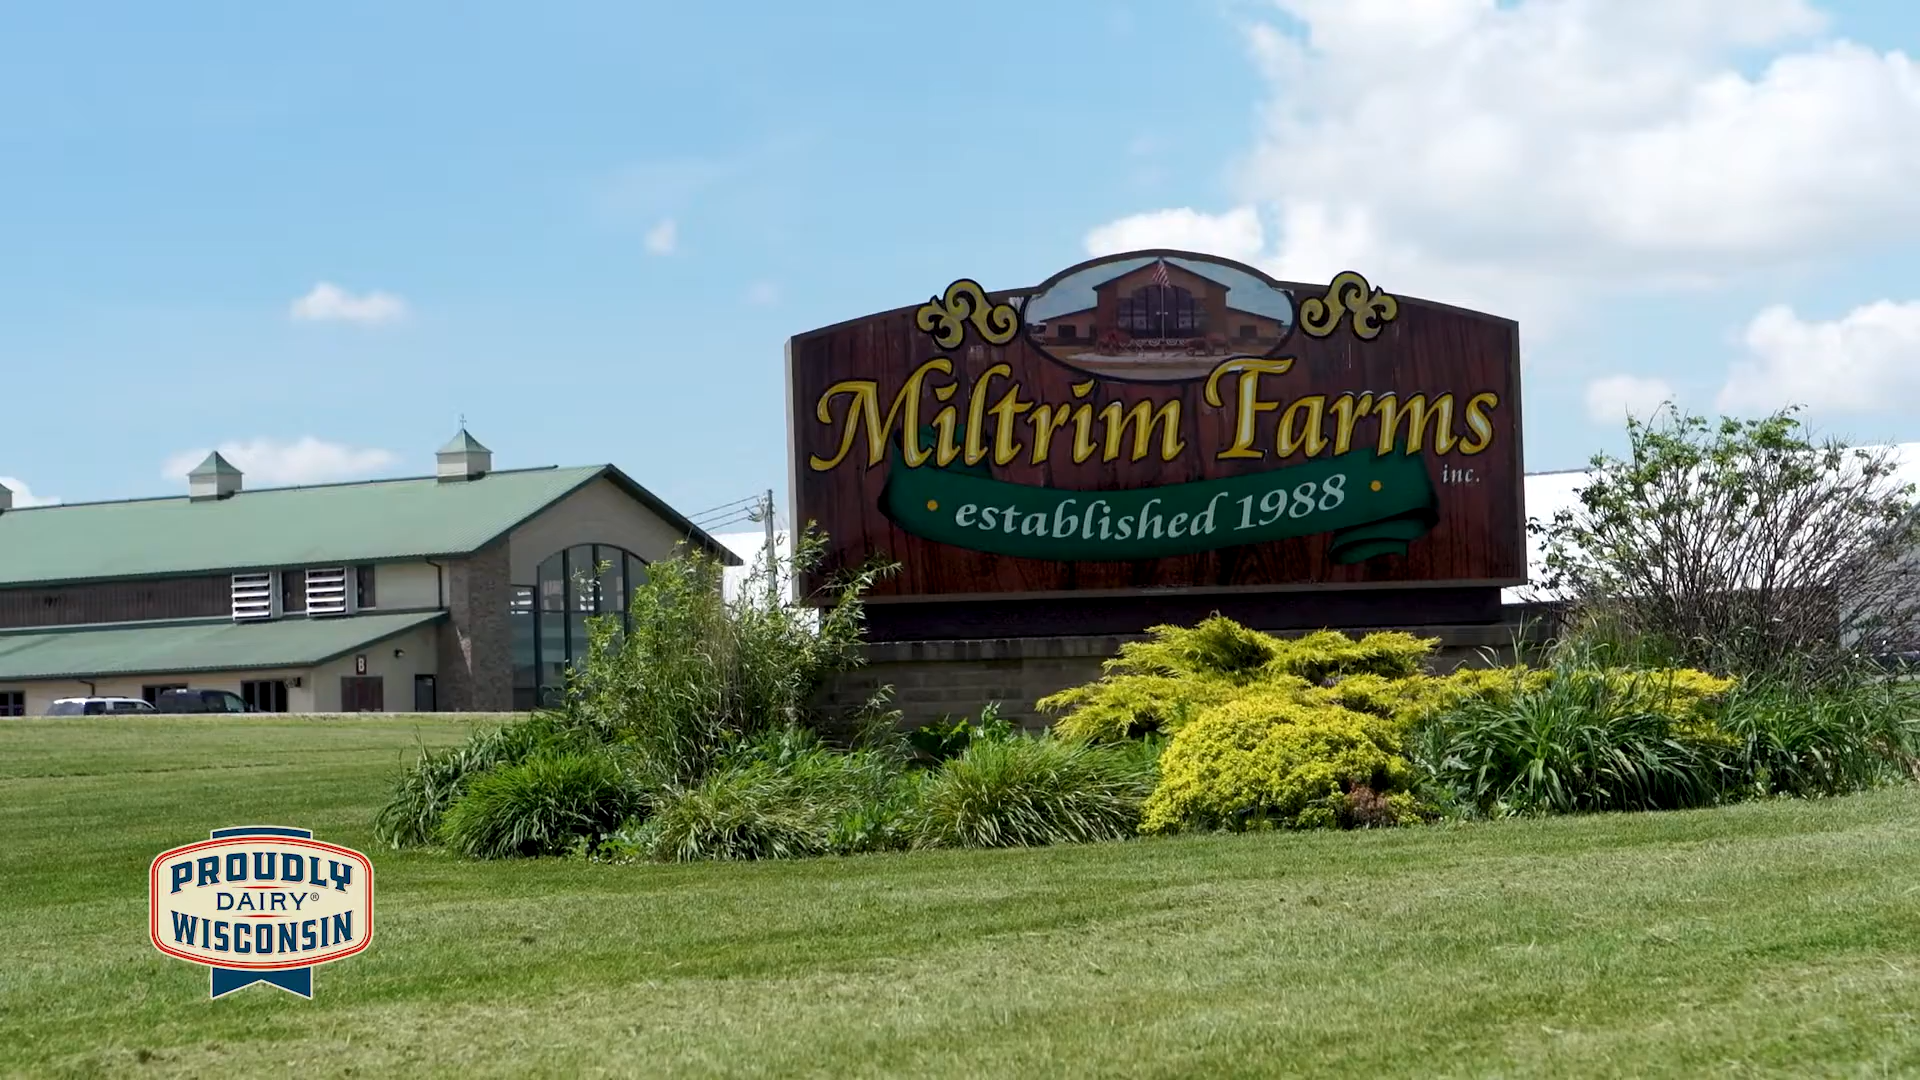 Miltrim Farms
inc.
established 1988
B
PROUDLY
DAIRY®
WISCONSIN